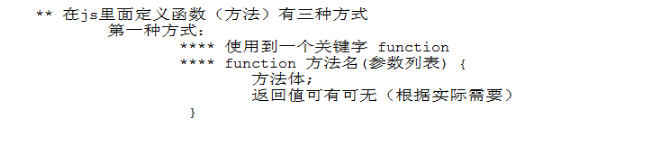 ** 在js里面定义函数（方法）有三种方式
第一种方式：
**** 使用到一个关键字 function
**** function 方法名(参数列表) {
方法体;
返回值可有可无（根据实际需要）
}